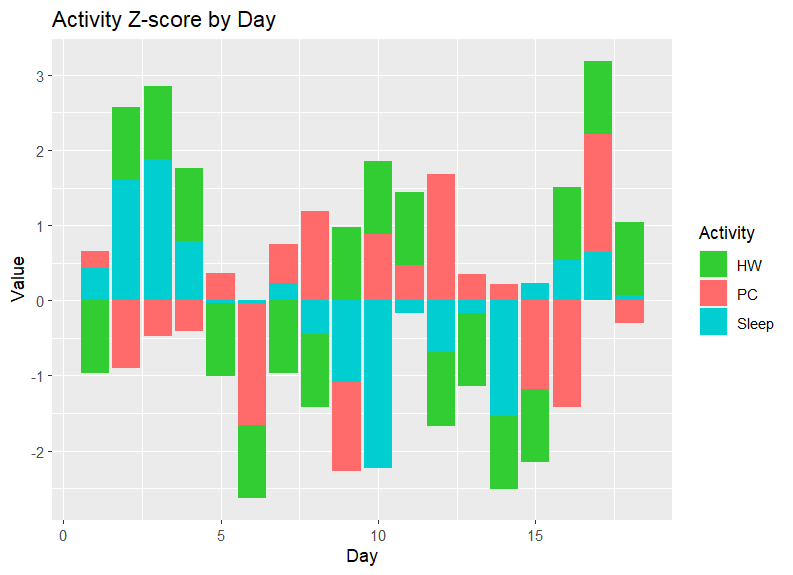 Activity Z-score by Day
Value
3
2
1
0
-1
-2
0
5
10
15
Day
Activity
HW
PC
Sleep